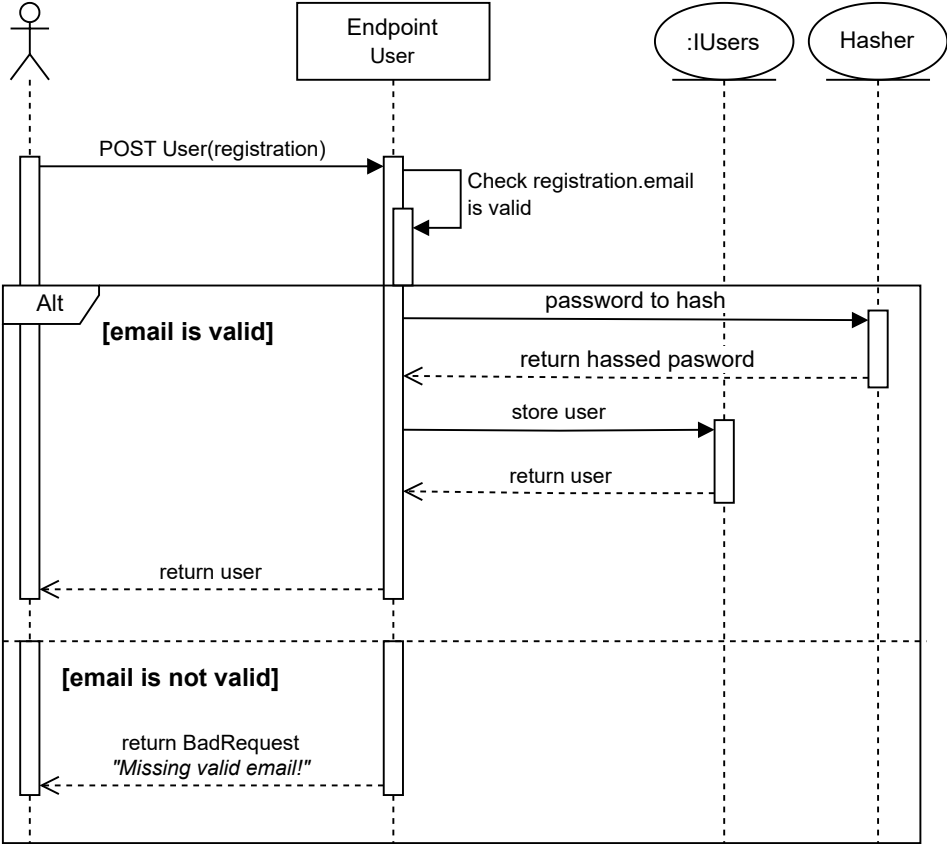 Endpoint
User
:IUsers
Hasher
POST User(registration)
Check registration.email
is valid
Alt
[email is valid]
password to hash
return hassed pasword
store user
return user
return user
[email is not valid]
return BadRequest
"Missing valid email!"